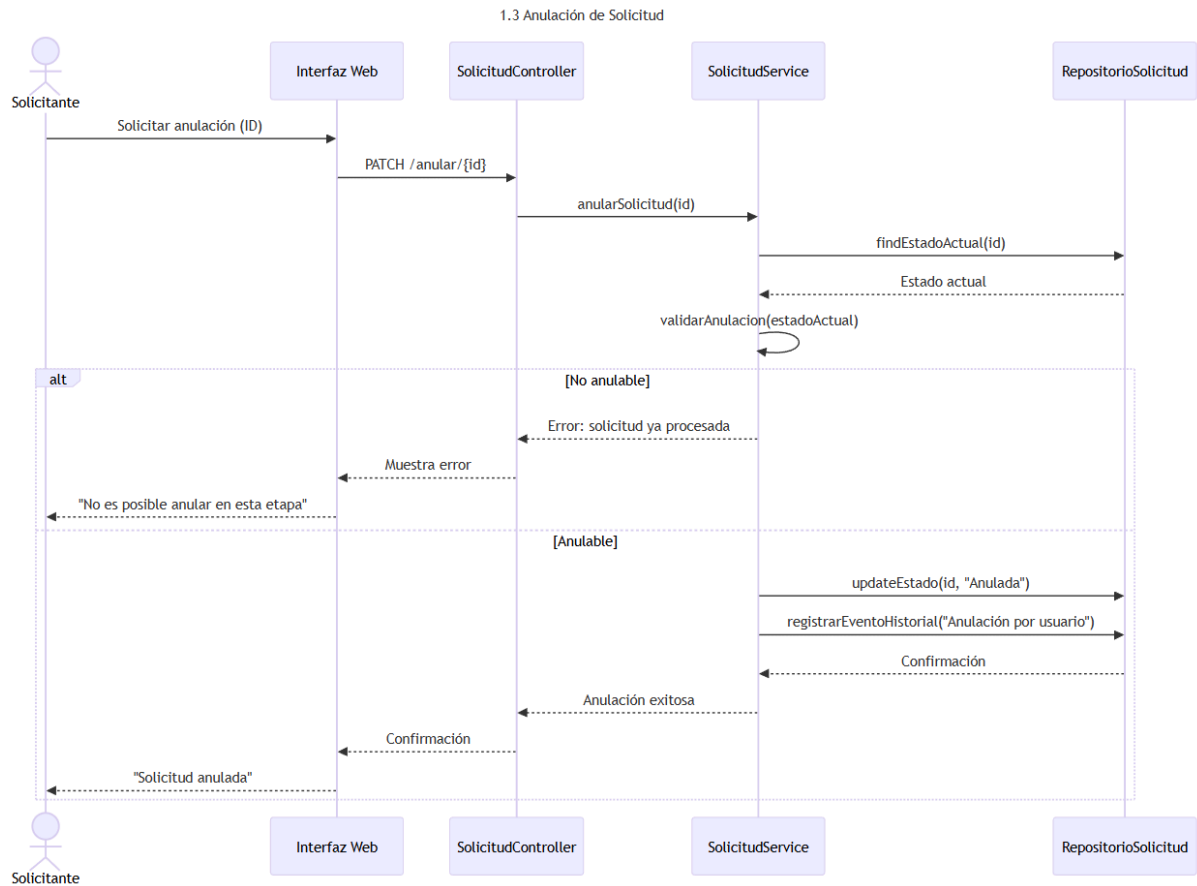 1.3 Anulación de Solicitud
Solicitante
Interfaz Web
SolicitudController
SolicitudService
RepositorioSolicitud
Solicitar anulación (ID)
PATCH /anular/{id}
anularSolicitud(id)
findEstadoActual(id)
Estado actual
validarAnulacion(estadoActual)
alt
[No anulable]
Error: solicitud ya procesada
Muestra error
"No es posible anular en esta etapa"
[Anulable]
updateEstado(id, "Anulada")
registrarEventoHistorial("Anulación por usuario")
Confirmación
Anulación exitosa
Confirmación
"Solicitud anulada"
Solicitante
Interfaz Web
SolicitudController
SolicitudService
RepositorioSolicitud